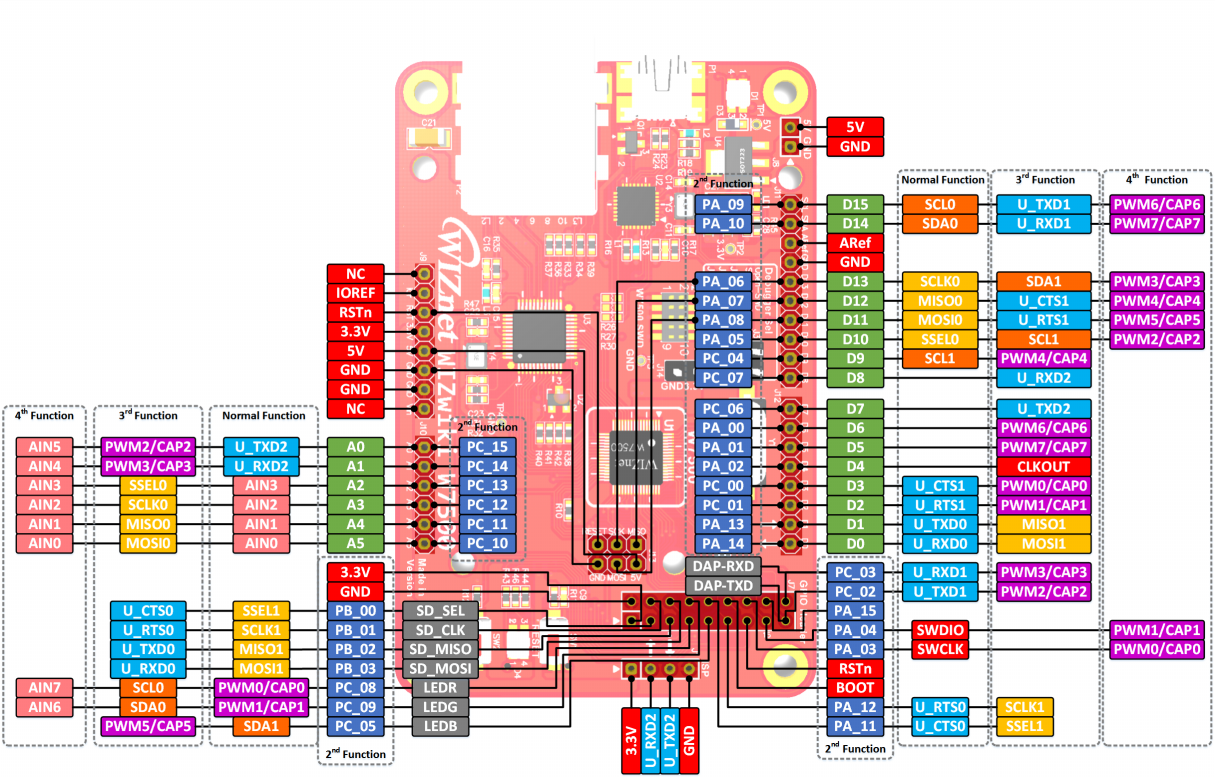 5V
GND
2nd Function
Normal Function
3rd Function
4th Function
PA_09 D15 SCL0 U_TXD1 PWM6/CAP6
PA_10 D14 SDA0 U_RXD1 PWM7/CAP7
ARef
GND
PA_06 D13 SCLK0 SDA1 PWM3/CAP3
PA_07 D12 MISO0 U_CTS1 PWM4/CAP4
PA_08 D11 MOSI0 U_RTS1 PWM5/CAP5
PA_05 D10 SSEL0 SCL1 PWM2/CAP2
PC_04 D9 SCL1 PWM4/CAP4
PC_07 D8 U_RXD2
PC_06 D7 U_TXD2
PA_00 D6 PWM6/CAP6
PA_01 D5 PWM7/CAP7
PA_02 D4 CLKOUT
PC_00 D3 U_CTS1 PWM0/CAP0
PC_01 D2 U_RTS1 PWM1/CAP1
PA_13 D1 U_TXD0 MISO1
PA_14 D0 U_RXD0 MOSI1
DAP-RXD
DAP-TXD
PC_03 U_RXD1 PWM3/CAP3
PC_02 U_TXD1 PWM2/CAP2
PA_15
PA_04 SWDIO PWM1/CAP1
PA_03 SWCLK PWM0/CAP0
RSTn
BOOT
PA_12 U_RTS0 SCLK1
PA_11 U_CTS0 SSEL1
2nd Function
NC
IOREF
RSTn
3.3V
5V
GND
GND
NC
4th Function
3rd Function
Normal Function
2nd Function
AIN5 PWM2/CAP2 U_TXD2 A0 PC_15
AIN4 PWM3/CAP3 U_RXD2 A1 PC_14
AIN3 SSEL0 AIN3 A2 PC_13
AIN2 SCLK0 AIN2 A3 PC_12
AIN1 MISO0 AIN1 A4 PC_11
AIN0 MOSI0 AIN0 A5 PC_10
3.3V
GND
U_CTS0 SSEL1 PB_00 SD_SEL
U_RTS0 SCLK1 PB_01 SD_CLK
U_TXD0 MISO1 PB_02 SD_MISO
U_RXD0 MOSI1 PB_03 SD_MOSI
AIN7 SCL0 PWM0/CAP0 PC_08 LEDR
AIN6 SDA0 PWM1/CAP1 PC_09 LEDG
PWM5/CAP5 SDA1 PC_05 LEDB
2nd Function
3.3V
U_RXD2
U_TXD2
GND
C21
WIZnet WIZwiki W7500
WIZnet
W7500
RESET SCK MISO
GND MOSI 5V
ISP